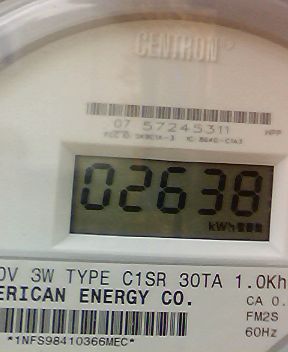 CENTRON
07 57245311
02638
kWh
0V 3W TYPE C1SR 30TA 1.0Kh
ERICAN ENERGY CO.
CA 0.
FM2S
60Hz
*1NFS98410366MEC*